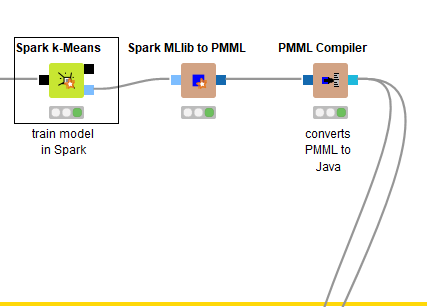 Spark k-Means
Spark MLlib to PMML
PMML Compiler
train model
in Spark
converts
PMML to
Java